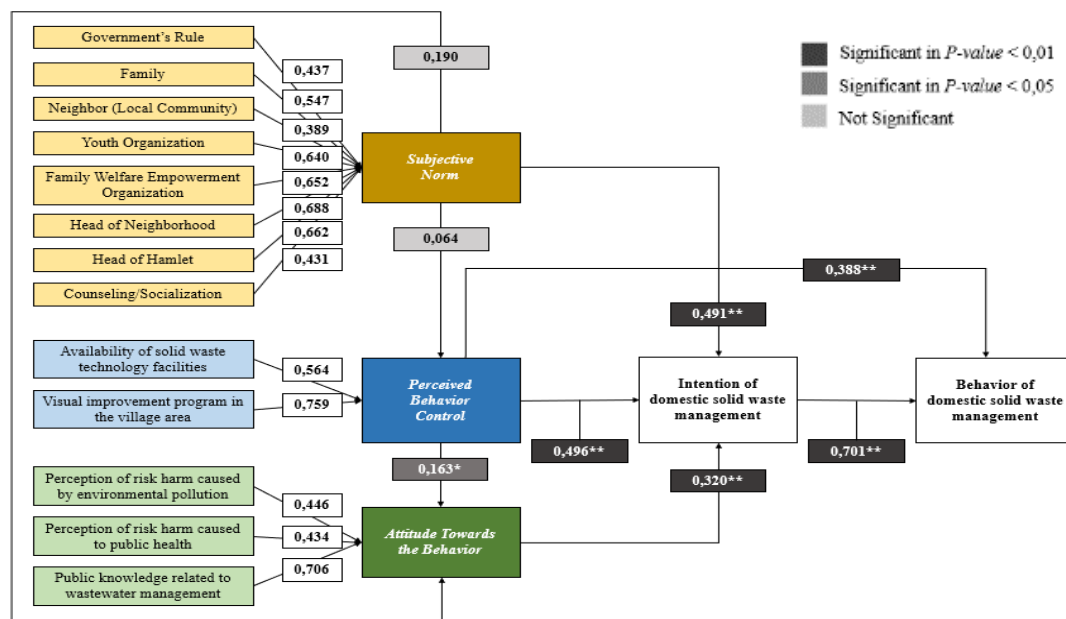 Government's Rule
Family
Neighbor (Local Community)
Youth Organization
Family Welfare Empowerment
Organization
Head of Neighborhood
Head of Hamlet
Counseling/Socialization
0,437
0,547
0,389
0,640
0,652
0,688
0,662
0,431
0,190
Subjective
Norm
0,064
Significant in P-value < 0,01
Significant in P-value < 0,05
Not Significant
0,388**
0,491**
Availability of solid waste
technology facilities
Visual improvement program in
the village area
0,564
0,759
Perceived
Behavior
Control
0,496**
Intention of
domestic solid waste
management
0,701**
Behavior of
domestic solid waste
management
0,163*
0,320**
Perception of risk harm caused
by environmental pollution
Perception of risk harm caused
to public health
Public knowledge related to
wastewater management
0,446
0,434
0,706
Attitude Towards
the Behavior